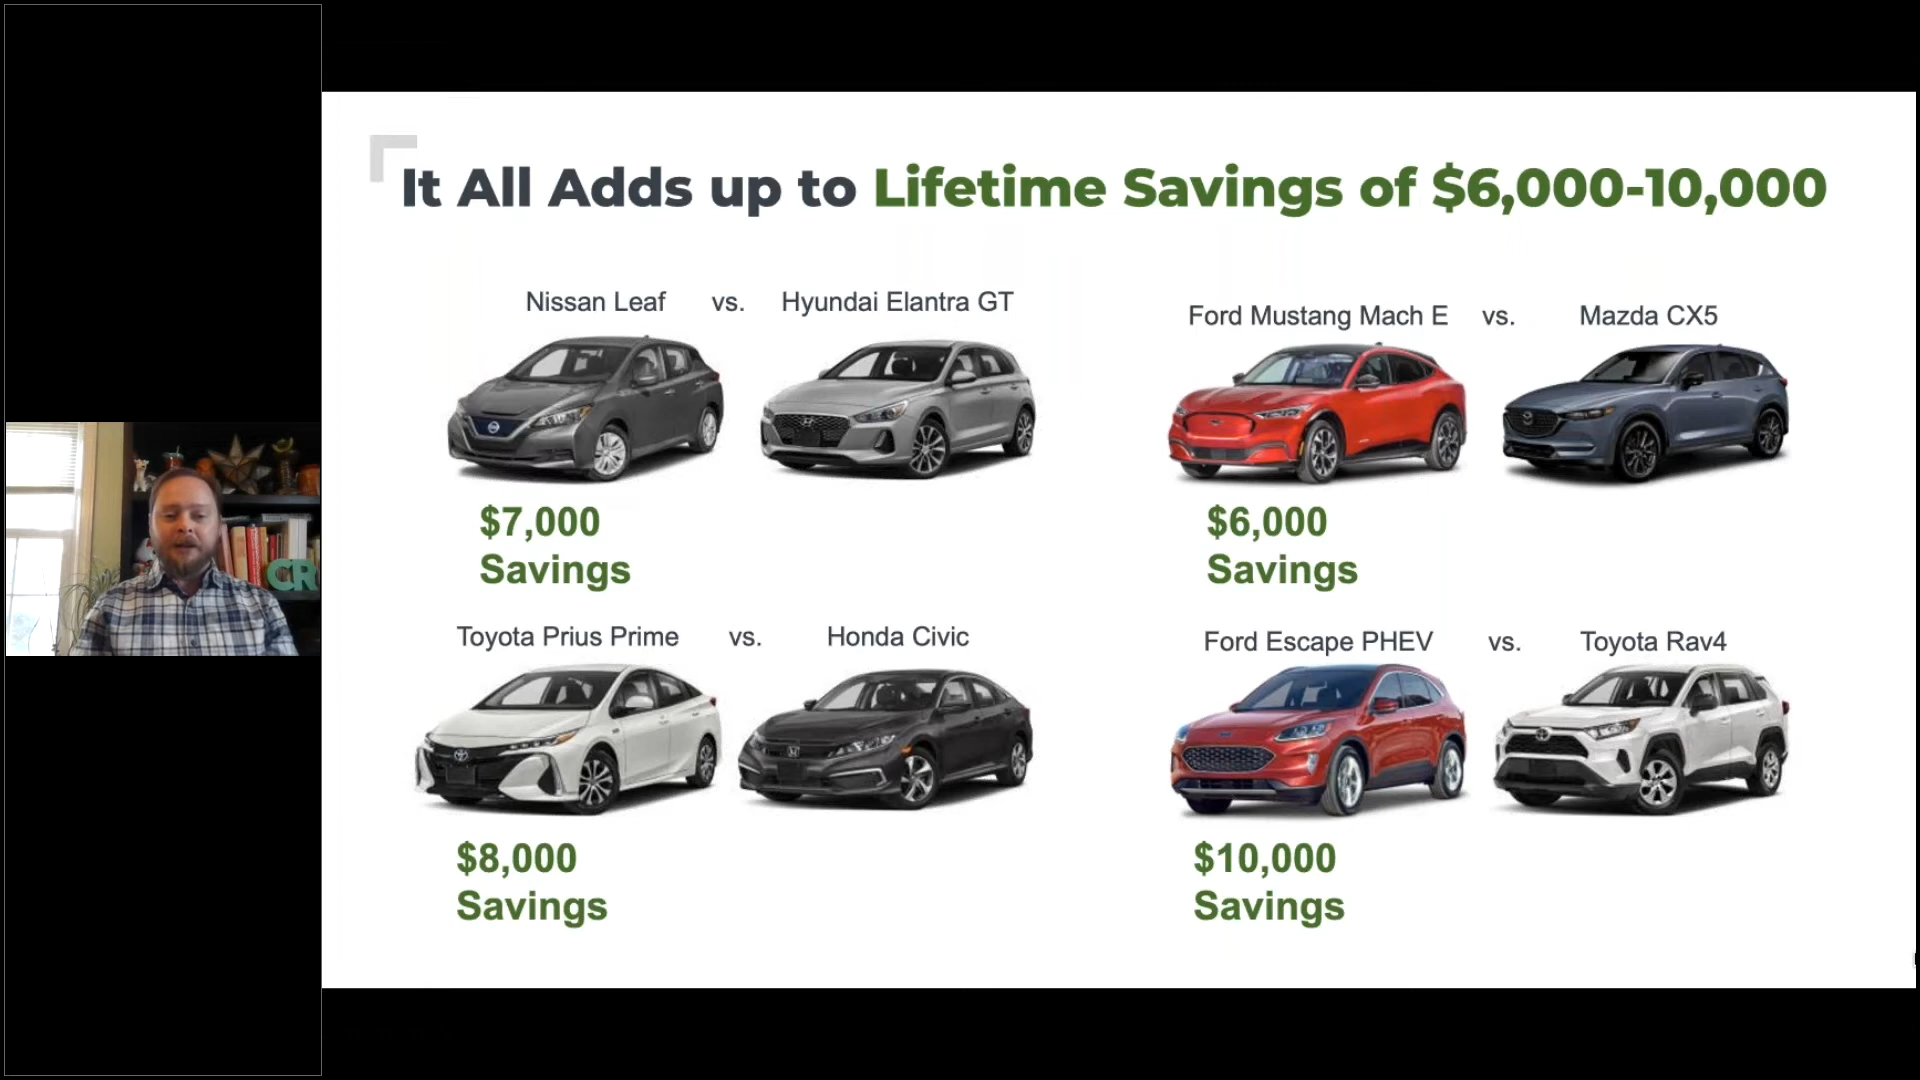 It All Adds up to Lifetime Savings of $6,000-10,000
Nissan Leaf vs. Hyundai Elantra GT
$7,000
Savings
Ford Mustang Mach E vs. Mazda CX5
$6,000
Savings
Toyota Prius Prime vs. Honda Civic
$8,000
Savings
Ford Escape PHEV vs. Toyota Rav4
$10,000
Savings
CR